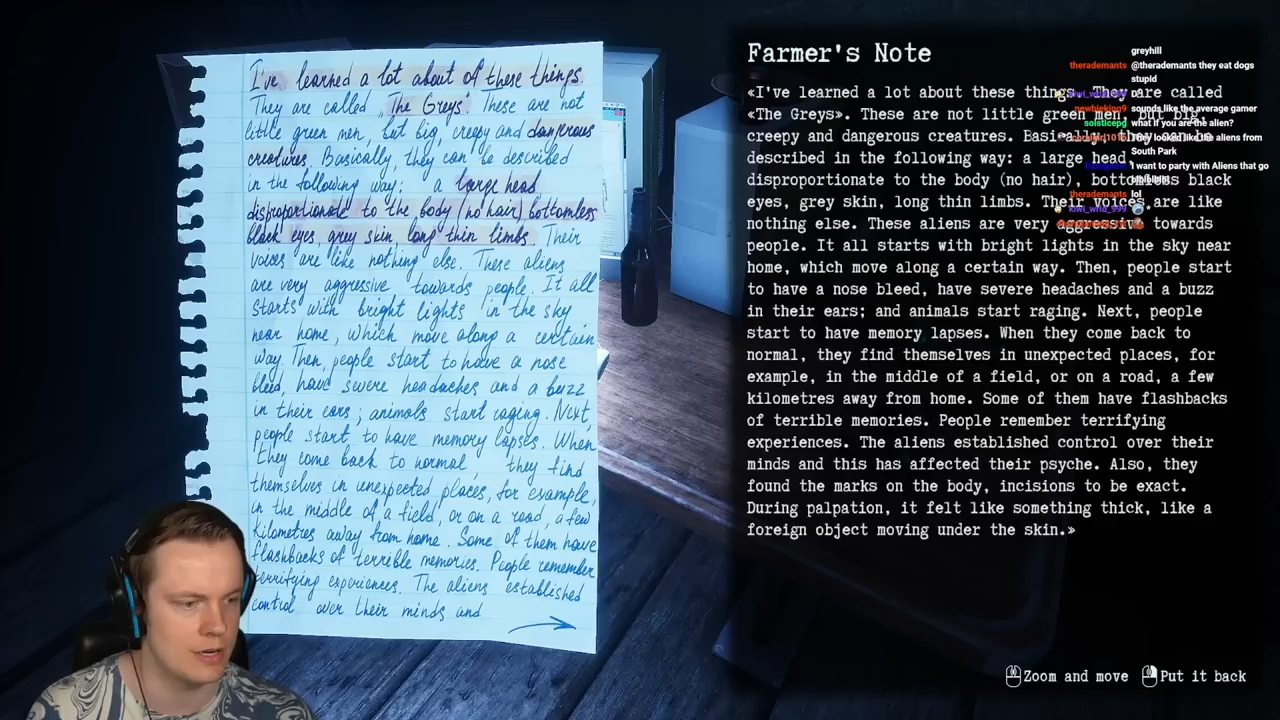 I've learned a lot about of these things.
They are called „The Greys". These are not
little green men, but big, creepy and dangerous
creatures. Basically, they can be described
in the following way: a large head
disproportionate to the body (no hair), bottomless
black eyes, grey skin, long thin limbs. Their
voices are like nothing else. These aliens
are very aggressive towards people. It all
starts with bright lights in the sky
near home, which move along a certain
way. Then, people start to have a nose
bleed, have severe headaches and a buzz
in their ears; animals start raging. Next,
people start to have memory lapses. When
they come back to normal, they find
themselves in unexpected places, for example,
in the middle of a field, or on a road, a few
kilometres away from home. Some of them have
flashbacks of terrible memories. People remember
terrifying experiences. The aliens established
control over their minds and
Farmer's Note
«I've learned a lot about these things. They are called
«The Greys». These are not little green men, but big,
creepy and dangerous creatures. Basically, they can be
described in the following way: a large head,
disproportionate to the body (no hair), bottomless black
eyes, grey skin, long thin limbs. Their voices are like
nothing else. These aliens are very aggressive towards
people. It all starts with bright lights in the sky near
home, which move along a certain way. Then, people start
to have a nose bleed, have severe headaches and a buzz
in their ears; and animals start raging. Next, people
start to have memory lapses. When they come back to
normal, they find themselves in unexpected places, for
example, in the middle of a field, or on a road, a few
kilometres away from home. Some of them have flashbacks
of terrible memories. People remember terrifying
experiences. The aliens established control over their
minds and this has affected their psyche. Also, they
found the marks on the body, incisions to be exact.
During palpation, it felt like something thick, like a
foreign object moving under the skin.»
greyhill
therademants @therademants they eat dogs
stupid
kiwi_wrld_999 D:
newbieking9 sounds like the average gamer
solsticepg what if you are the alien?
They looked like the aliens from
South Park
I want to party with Aliens that go
therademants lol
kiwi_wrld_999
Zoom and move
Put it back